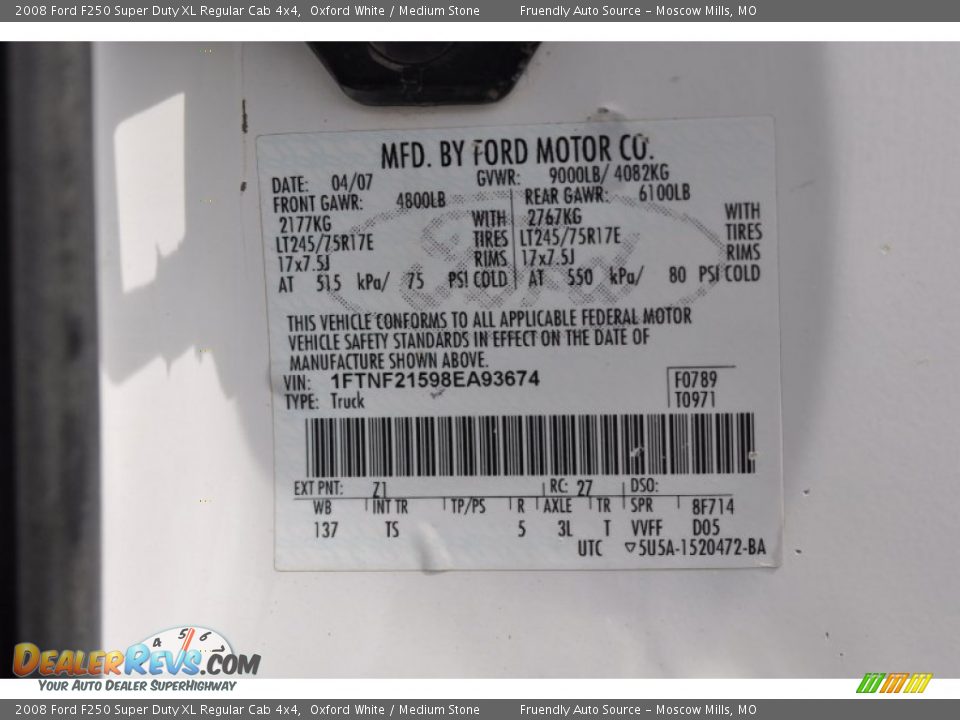 2008 Ford F250 Super Duty XL Regular Cab 4x4, Oxford White / Medium Stone Fruendly Auto Source – Moscow Mills, MO
MFD. BY FORD MOTOR CO.
DATE: 04/07 GVWR: 9000LB/ 4082KG
FRONT GAWR: 4800LB REAR GAWR: 6100LB
2177KG WITH 2767KG WITH
LT245/75R17E TIRES LT245/75R17E TIRES
17x7.5J RIMS 17x7.5J RIMS
AT 515 kPa/ 75 PSI COLD AT 550 kPa/ 80 PSI COLD
THIS VEHICLE CONFORMS TO ALL APPLICABLE FEDERAL MOTOR
VEHICLE SAFETY STANDARDS IN EFFECT ON THE DATE OF
MANUFACTURE SHOWN ABOVE.
VIN: 1FTNF21598EA93674 F0789
TYPE: Truck T0971
EXT PNT: Z1 RC: 27 DSO:
WB INT TR TP/PS R AXLE TR SPR 8F714
137 TS 5 3L T VVFF D05
UTC ▽5U5A-1520472-BA
Ford
4 5 6
DealerRevs.com
Your Auto Dealer SuperHighway
2008 Ford F250 Super Duty XL Regular Cab 4x4, Oxford White / Medium Stone Fruendly Auto Source – Moscow Mills, MO